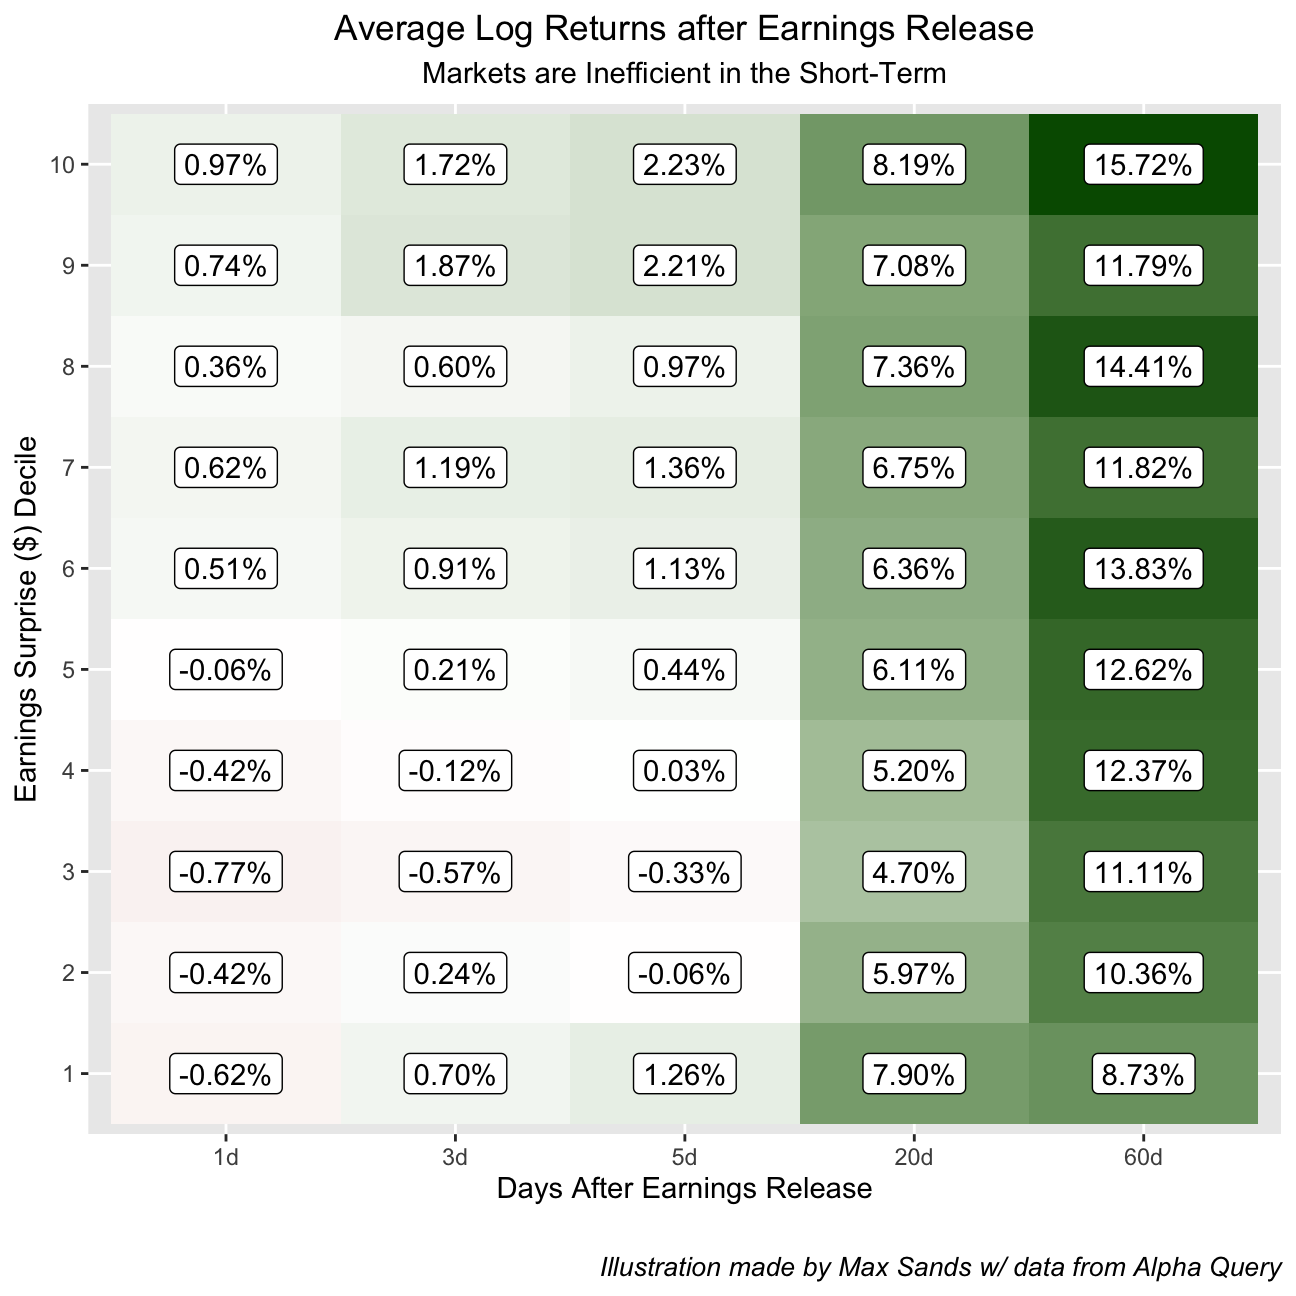 Average Log Returns after Earnings Release
Markets are Inefficient in the Short-Term
Earnings Surprise ($) Decile
10 0.97% 1.72% 2.23% 8.19% 15.72%
9 0.74% 1.87% 2.21% 7.08% 11.79%
8 0.36% 0.60% 0.97% 7.36% 14.41%
7 0.62% 1.19% 1.36% 6.75% 11.82%
6 0.51% 0.91% 1.13% 6.36% 13.83%
5 -0.06% 0.21% 0.44% 6.11% 12.62%
4 -0.42% -0.12% 0.03% 5.20% 12.37%
3 -0.77% -0.57% -0.33% 4.70% 11.11%
2 -0.42% 0.24% -0.06% 5.97% 10.36%
1 -0.62% 0.70% 1.26% 7.90% 8.73%
1d 3d 5d 20d 60d
Days After Earnings Release
Illustration made by Max Sands w/ data from Alpha Query